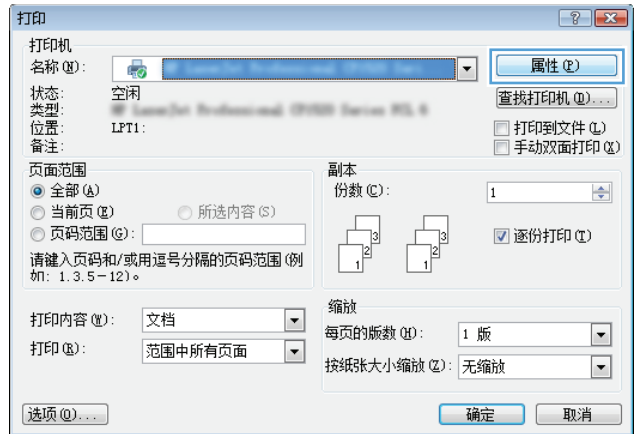 打印
打印机
名称(N):
属性(P)
状态: 空闲
查找打印机(D)...
类型:
位置: LPT1:
打印到文件(L)
备注:
手动双面打印(X)
页面范围
全部(A)
当前页(E) 所选内容(S)
页码范围(G):
请键入页码和/或用逗号分隔的页码范围(例
如: 1.3.5-12)。
副本
份数(C): 1
3 3
2 2
1 1
逐份打印(T)
打印内容(W): 文档
打印(R): 范围中所有页面
缩放
每页的版数(H): 1 版
按纸张大小缩放(Z): 无缩放
选项(O)...
确定 取消